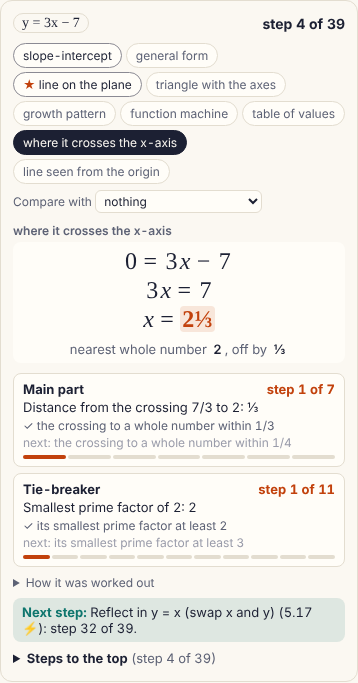 y = 3x − 7 step 4 of 39
slope-intercept general form
★ line on the plane triangle with the axes
growth pattern function machine table of values
where it crosses the x-axis
line seen from the origin
Compare with nothing
where it crosses the x-axis
0 = 3x − 7
3x = 7
x = 2⅓
nearest whole number 2 , off by ⅓
Main part step 1 of 7
Distance from the crossing 7/3 to 2: ⅓
✓ the crossing to a whole number within 1/3
next: the crossing to a whole number within 1/4
Tie-breaker step 1 of 11
Smallest prime factor of 2: 2
✓ its smallest prime factor at least 2
next: its smallest prime factor at least 3
▶ How it was worked out
Next step: Reflect in y = x (swap x and y) (5.17
⚡): step 32 of 39.
▶ Steps to the top (step 4 of 39)